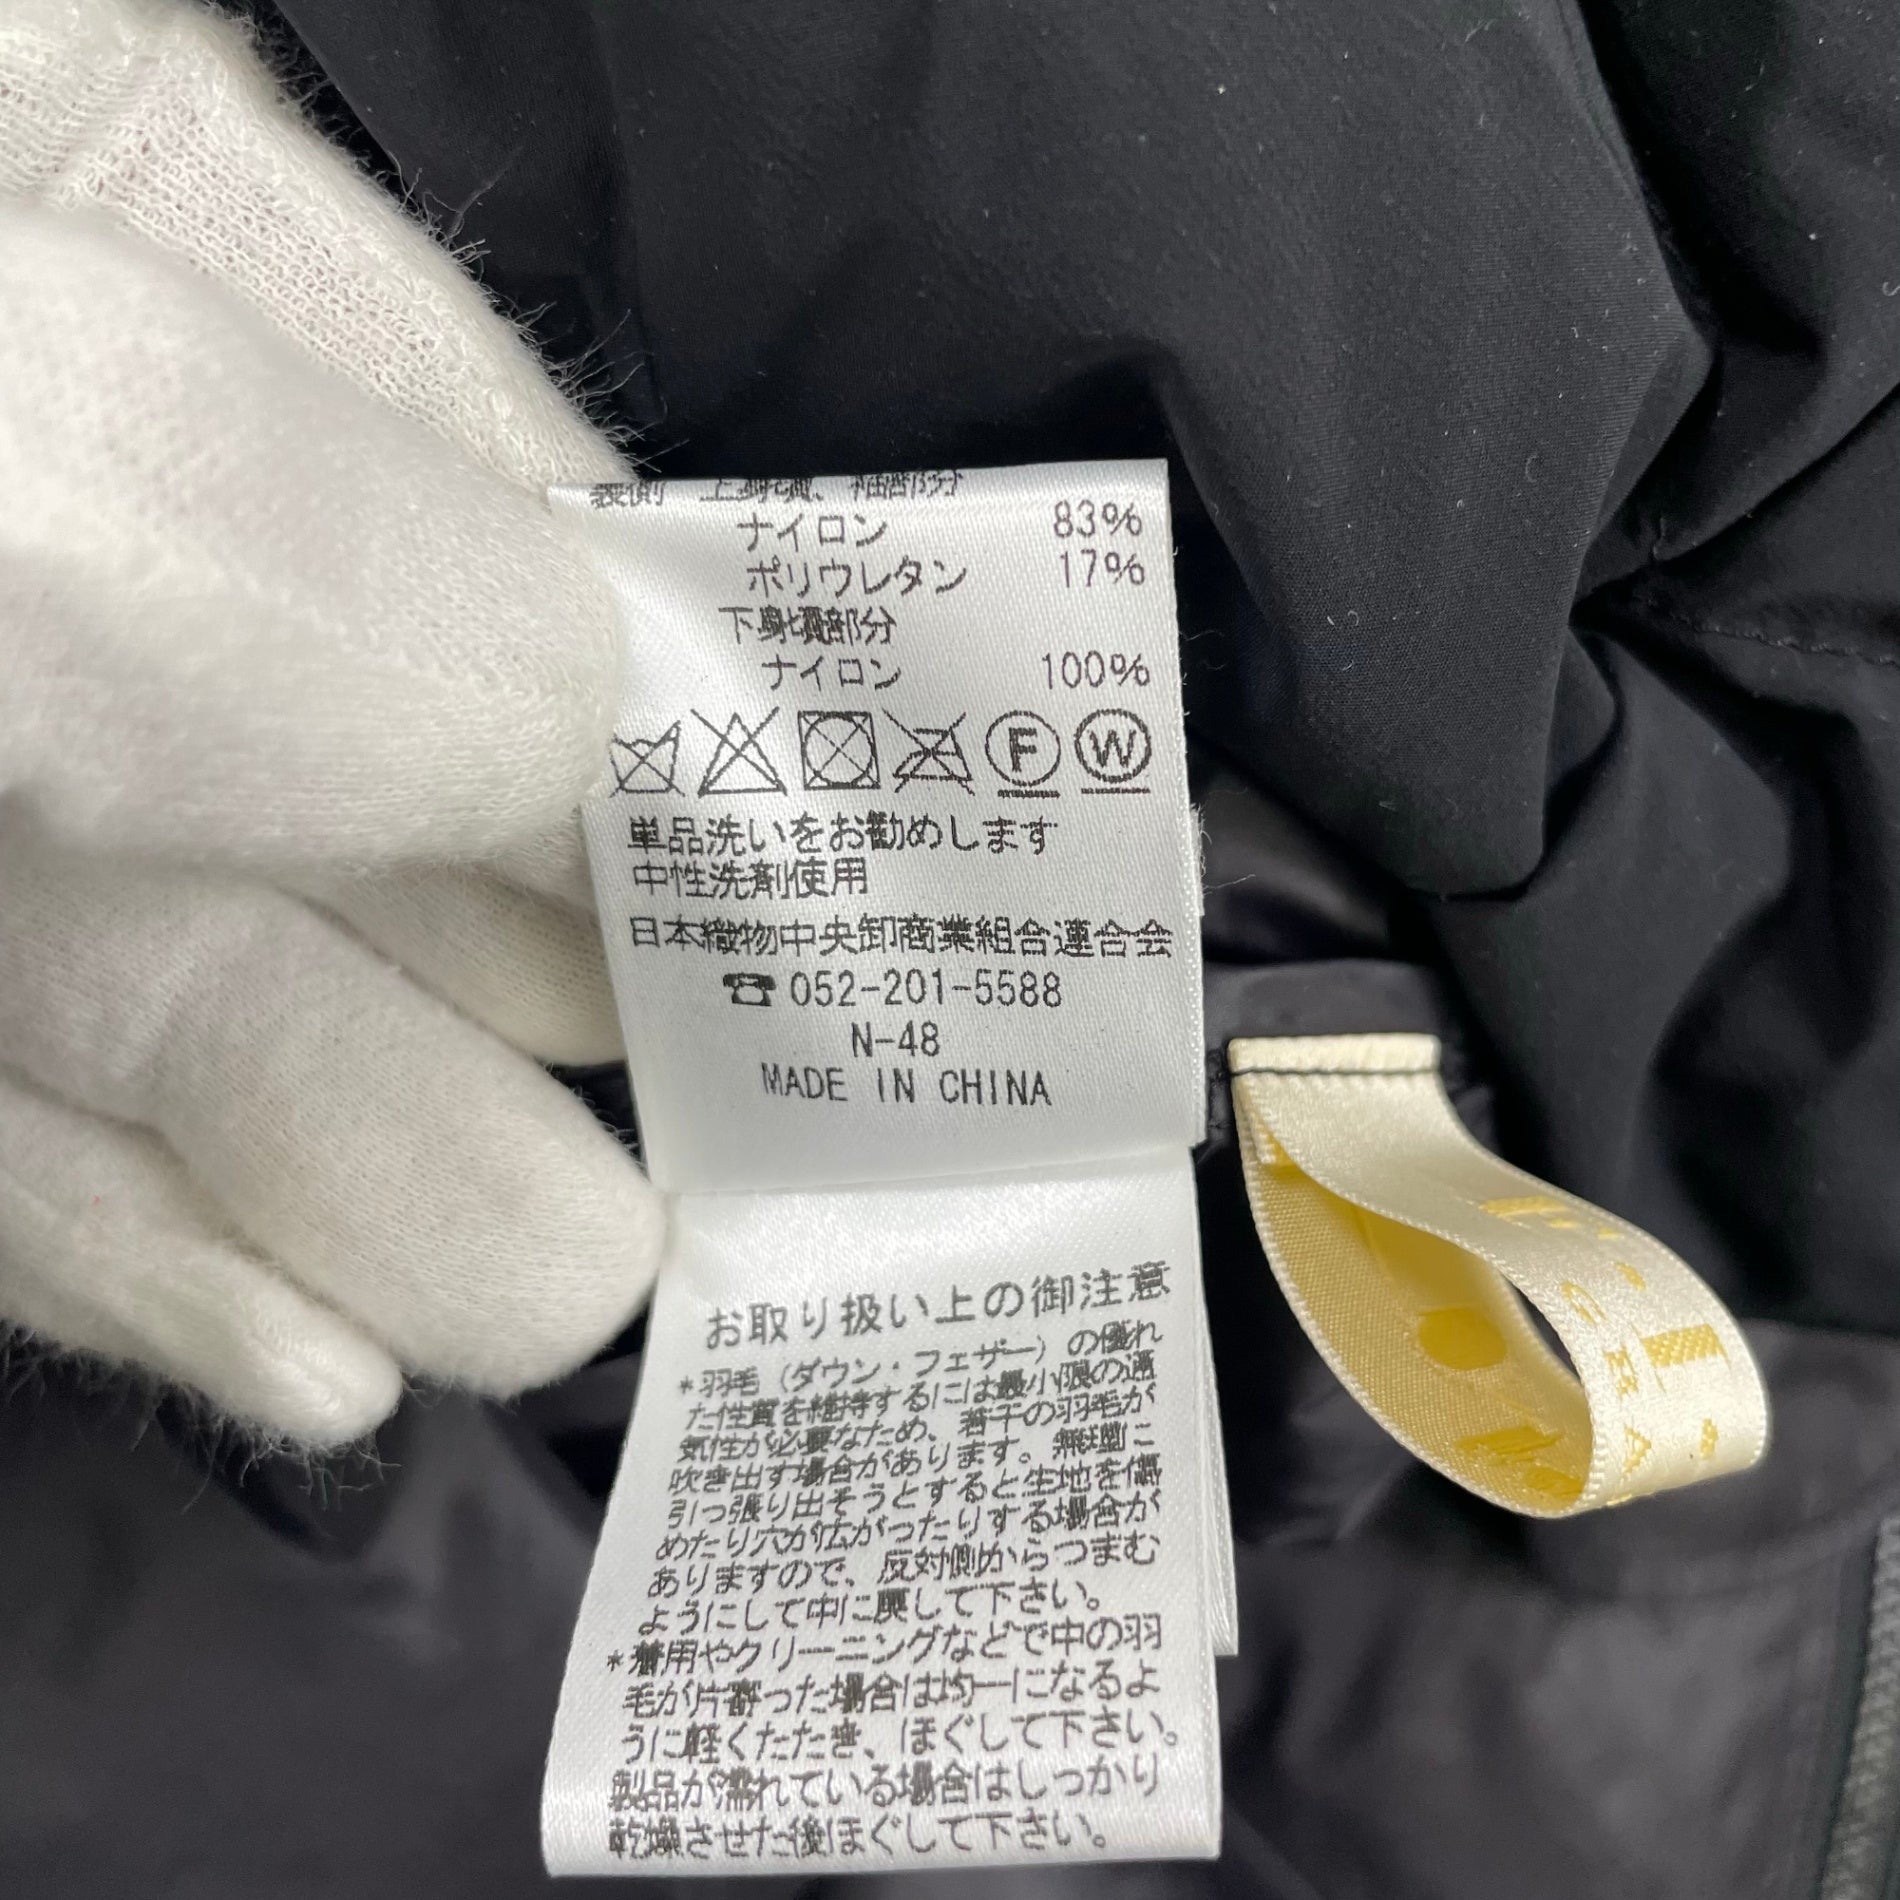 裏側 上身頃、袖部分
ナイロン 83%
ポリウレタン 17%
下身頃部分
ナイロン 100%
F W
単品洗いをお勧めします
中性洗剤使用
日本織物中央卸商業組合連合会
☎052-201-5588
N-48
MADE IN CHINA
お取り扱い上の御注意
*羽毛(ダウン・フェザー)の優れ
た性質を維持するには最小限の通
気性が必要なため、若干の羽毛が
吹き出す場合があります。無理に
引っ張り出そうとすると生地を傷
めたり穴が広がったりする場合が
ありますので、反対側からつまむ
ようにして中に戻して下さい。
*着用やクリーニングなどで中の羽
毛が片寄った場合は均一になるよ
うに軽くたたき、ほぐして下さい。
製品が濡れている場合はしっかり
乾燥させた後ほぐして下さい。